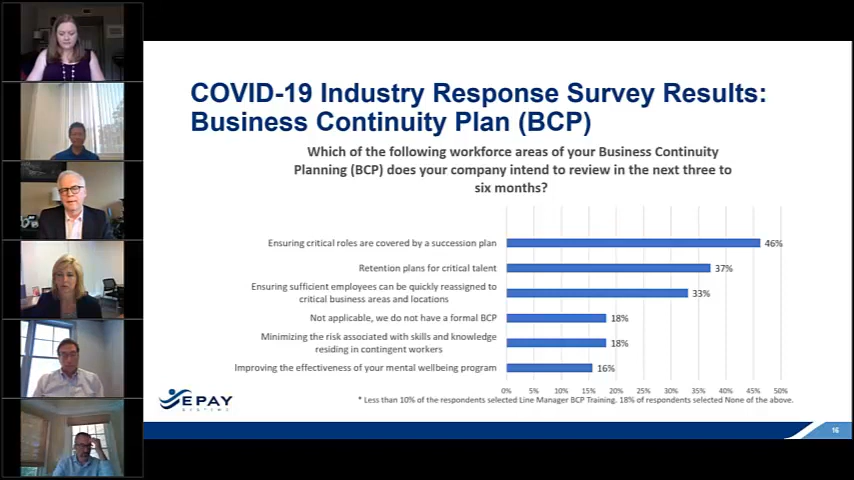 COVID-19 Industry Response Survey Results:
Business Continuity Plan (BCP)
Which of the following workforce areas of your Business Continuity
Planning (BCP) does your company intend to review in the next three to
six months?
Ensuring critical roles are covered by a succession plan
46%
Retention plans for critical talent
37%
Ensuring sufficient employees can be quickly reassigned to
critical business areas and locations
33%
Not applicable, we do not have a formal BCP
18%
Minimizing the risk associated with skills and knowledge
residing in contingent workers
18%
Improving the effectiveness of your mental wellbeing program
16%
0% 5% 10% 15% 20% 25% 30% 35% 40% 45% 50%
* Less than 10% of the respondents selected Line Manager BCP Training. 18% of respondents selected None of the above.
EPAY
SYSTEMS
16